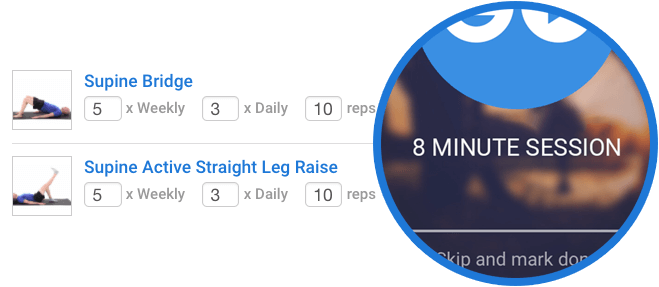 Supine Bridge
5 x Weekly 3 x Daily 10 reps
Supine Active Straight Leg Raise
5 x Weekly 3 x Daily 10 reps
8 MINUTE SESSION
Skip and mark don